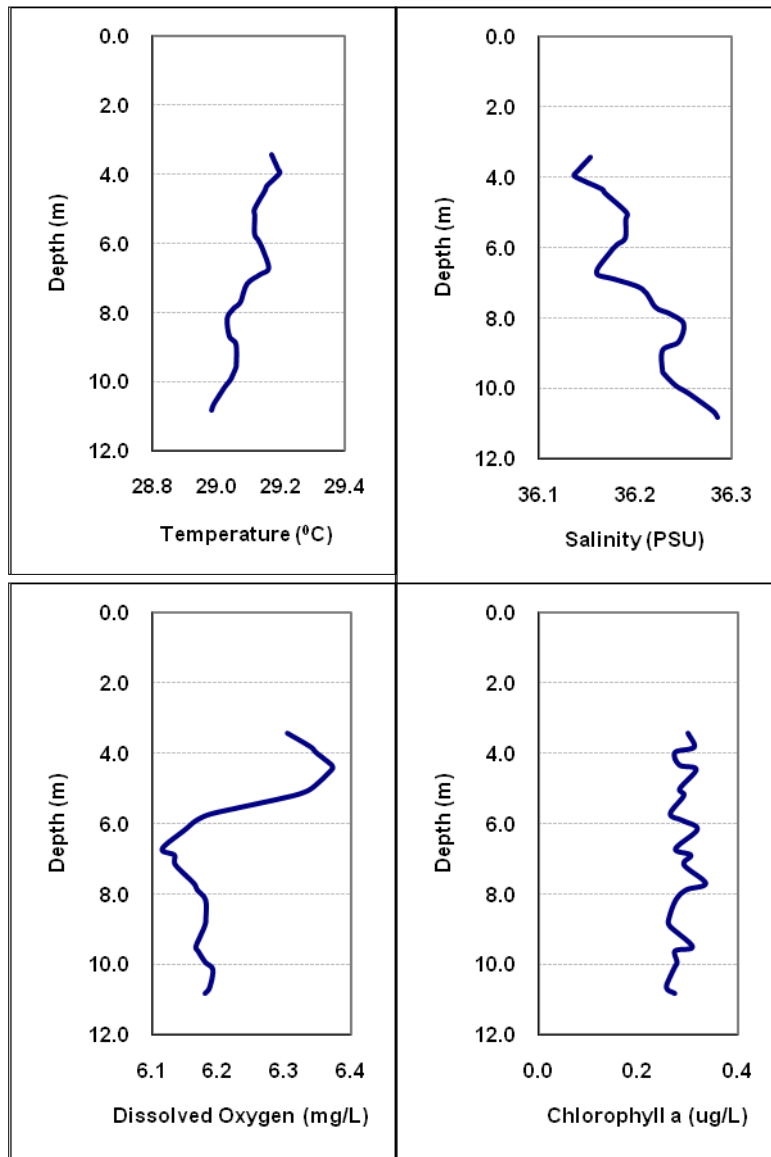 0.0
2.0
4.0
6.0
8.0
10.0
12.0
Depth (m)
28.8 29.0 29.2 29.4
Temperature (⁰C)
0.0
2.0
4.0
6.0
8.0
10.0
12.0
Depth (m)
36.1 36.2 36.3
Salinity (PSU)
0.0
2.0
4.0
6.0
8.0
10.0
12.0
Depth (m)
6.1 6.2 6.3 6.4
Dissolved Oxygen (mg/L)
0.0
2.0
4.0
6.0
8.0
10.0
12.0
Depth (m)
0.0 0.2 0.4
Chlorophyll a (ug/L)